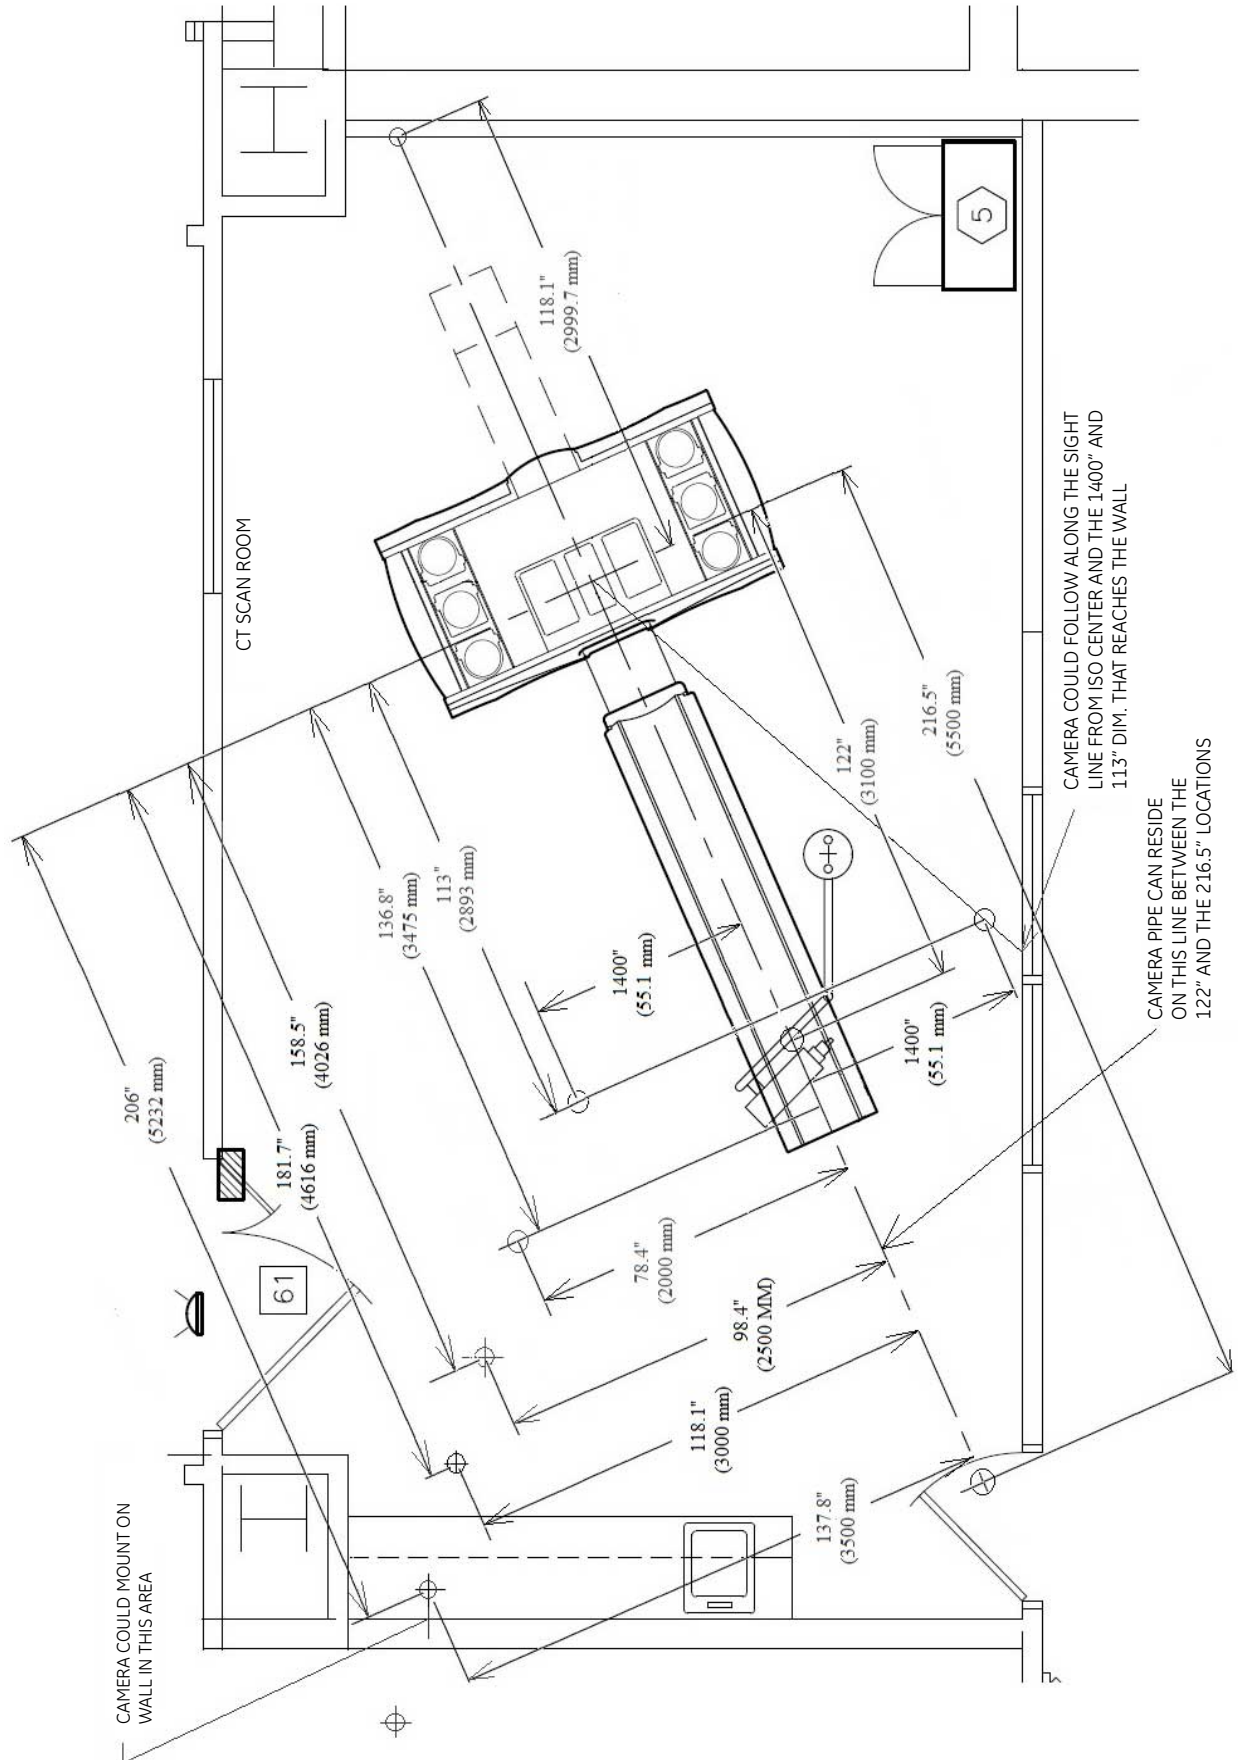 CAMERA COULD MOUNT ON
WALL IN THIS AREA
206"
(5232 mm)
181.7"
(4616 mm)
158.5"
(4026 mm)
61
CT SCAN ROOM
136.8"
(3475 mm)
113"
(2893 mm)
118.1"
(2999.7 mm)
5
1400"
(55.1 mm)
78.4"
(2000 mm)
98.4"
(2500 MM)
118.1"
(3000 mm)
137.8"
(3500 mm)
122"
(3100 mm)
216.5"
(5500 mm)
1400"
(55.1 mm)
CAMERA COULD FOLLOW ALONG THE SIGHT
LINE FROM ISO CENTER AND THE 1400" AND
113" DIM. THAT REACHES THE WALL
CAMERA PIPE CAN RESIDE
ON THIS LINE BETWEEN THE
122" AND THE 216.5" LOCATIONS